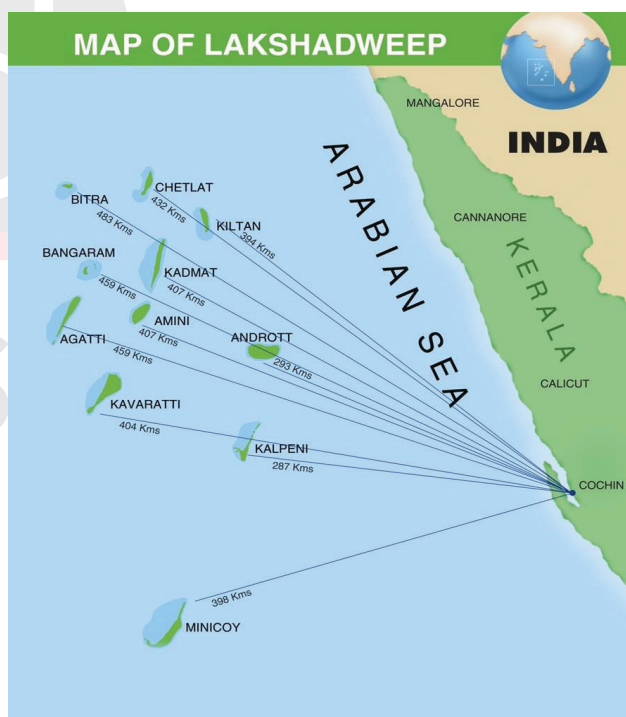 MAP OF LAKSHADWEEP
INDIA
MANGALORE
ARABIAN SEA
CHETLAT
432 Kms
BITRA
483 Kms
KILTAN
394 Kms
CANNANORE
KERALA
BANGARAM
459 Kms
KADMAT
407 Kms
AMINI
407 Kms
AGATTI
459 Kms
ANDROTT
293 Kms
CALICUT
KAVARATTI
404 Kms
KALPENI
287 Kms
COCHIN
398 Kms
MINICOY